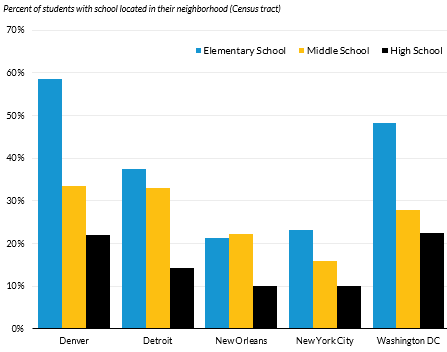 Percent of students with school located in their neighborhood (Census tract)
70%
Elementary School Middle School High School
60%
50%
40%
30%
20%
10%
0%
Denver Detroit New Orleans New York City Washington DC